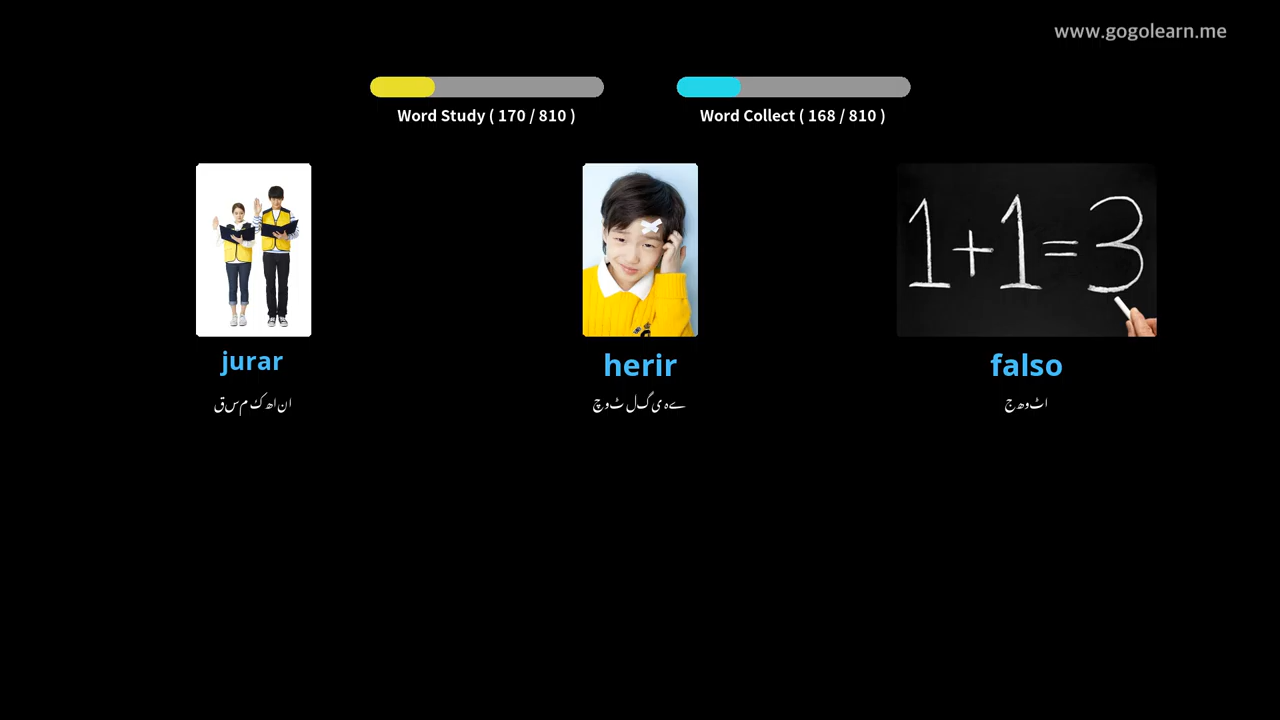 www.gogolearn.me
Word Study ( 170 / 810 )
Word Collect ( 168 / 810 )
1+1=3
jurar
herir
falso
قسم کھانا
چوٹ لگی ہے
جھوٹا